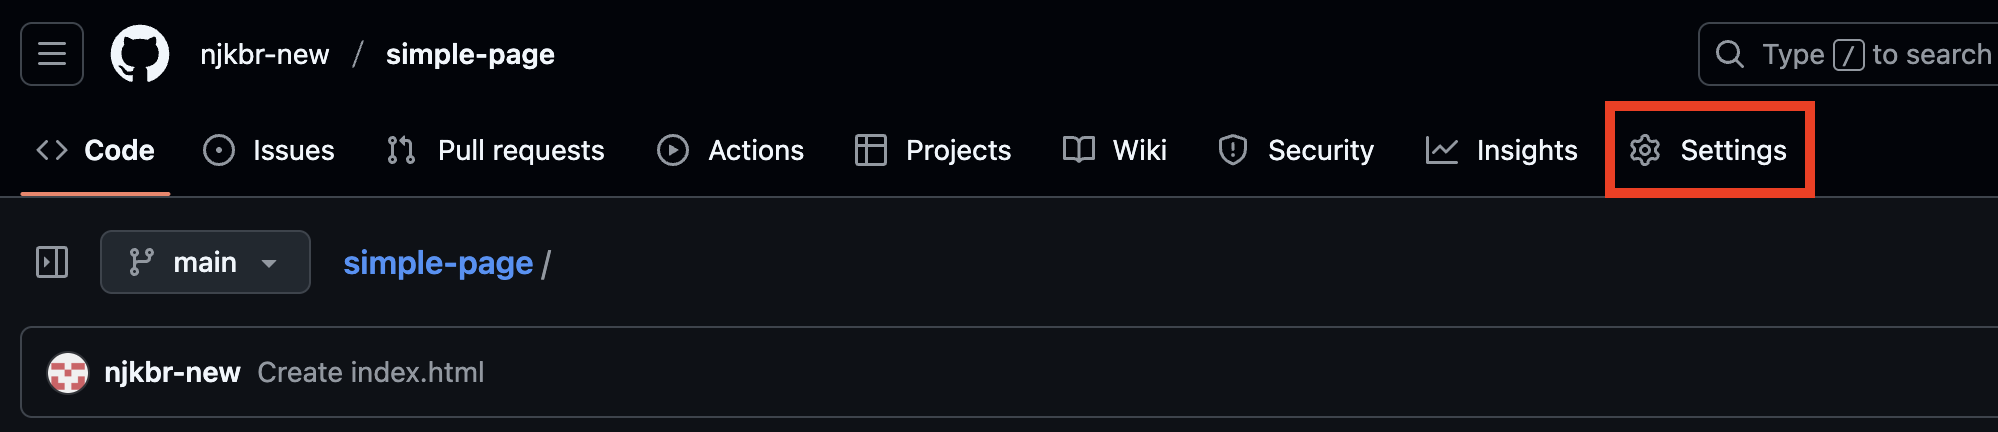 njkbr-new / simple-page Type / to search
Code Issues Pull requests Actions Projects Wiki Security Insights Settings
main simple-page /
njkbr-new Create index.html